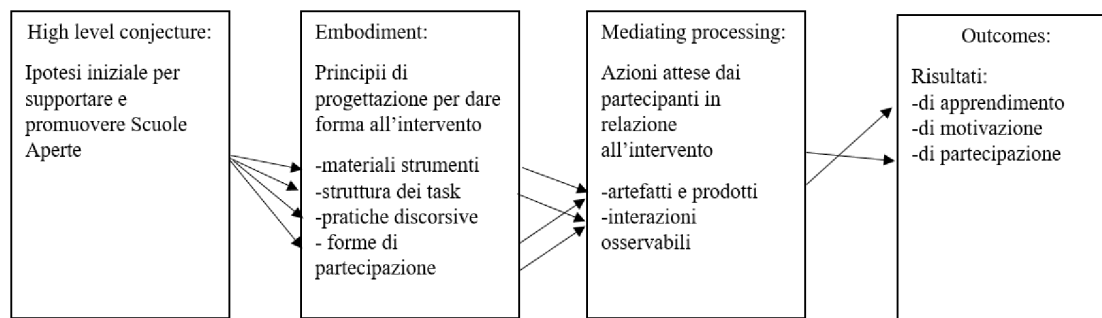 High level conjecture:
Ipotesi iniziale per
supportare e
promuovere Scuole
Aperte
Embodiment:
Principii di
progettazione per dare
forma all’intervento
-materiali strumenti
-struttura dei task
-pratiche discorsive
- forme di
partecipazione
Mediating processing:
Azioni attese dai
partecipanti in
relazione
all’intervento
-artefatti e prodotti
-interazioni
osservabili
Outcomes:
Risultati:
-di apprendimento
-di motivazione
-di partecipazione